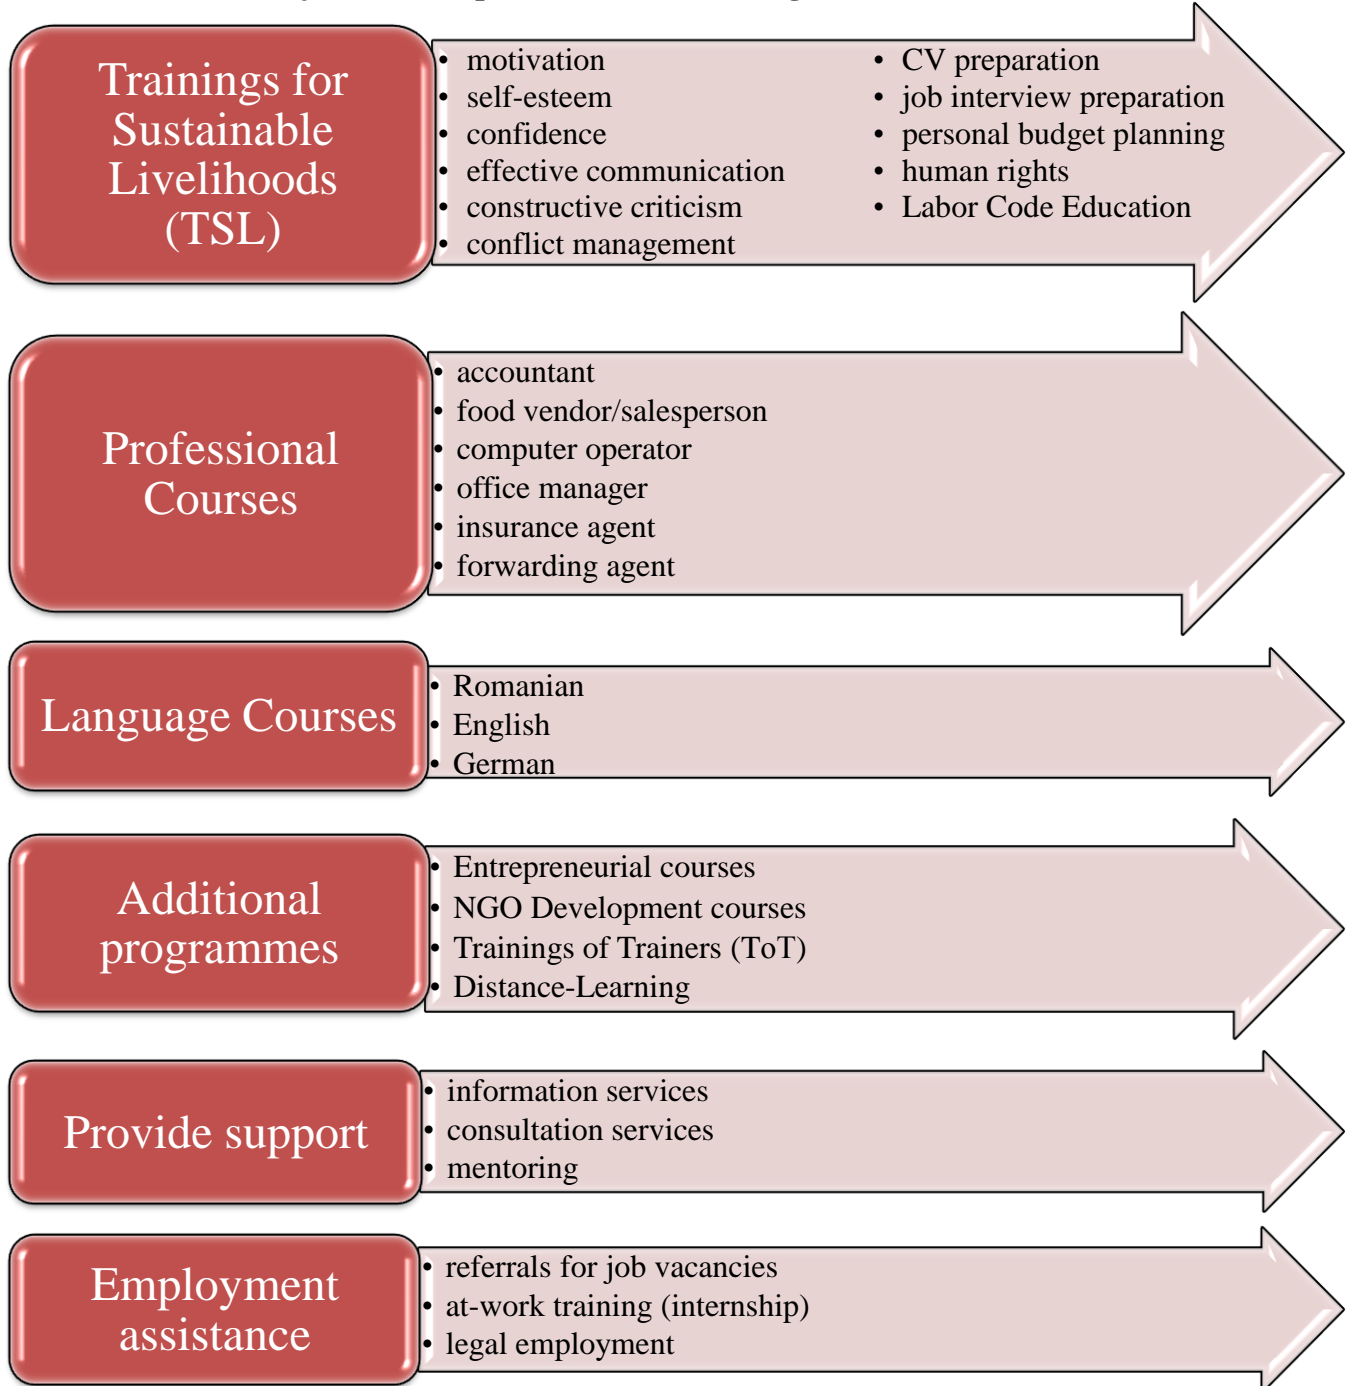 Trainings for
Sustainable
Livelihoods
(TSL)
• motivation
• self-esteem
• confidence
• effective communication
• constructive criticism
• conflict management
• CV preparation
• job interview preparation
• personal budget planning
• human rights
• Labor Code Education
Professional
Courses
• accountant
• food vendor/salesperson
• computer operator
• office manager
• insurance agent
• forwarding agent
Language Courses
• Romanian
• English
• German
Additional
programmes
• Entrepreneurial courses
• NGO Development courses
• Trainings of Trainers (ToT)
• Distance-Learning
Provide support
• information services
• consultation services
• mentoring
Employment
assistance
• referrals for job vacancies
• at-work training (internship)
• legal employment